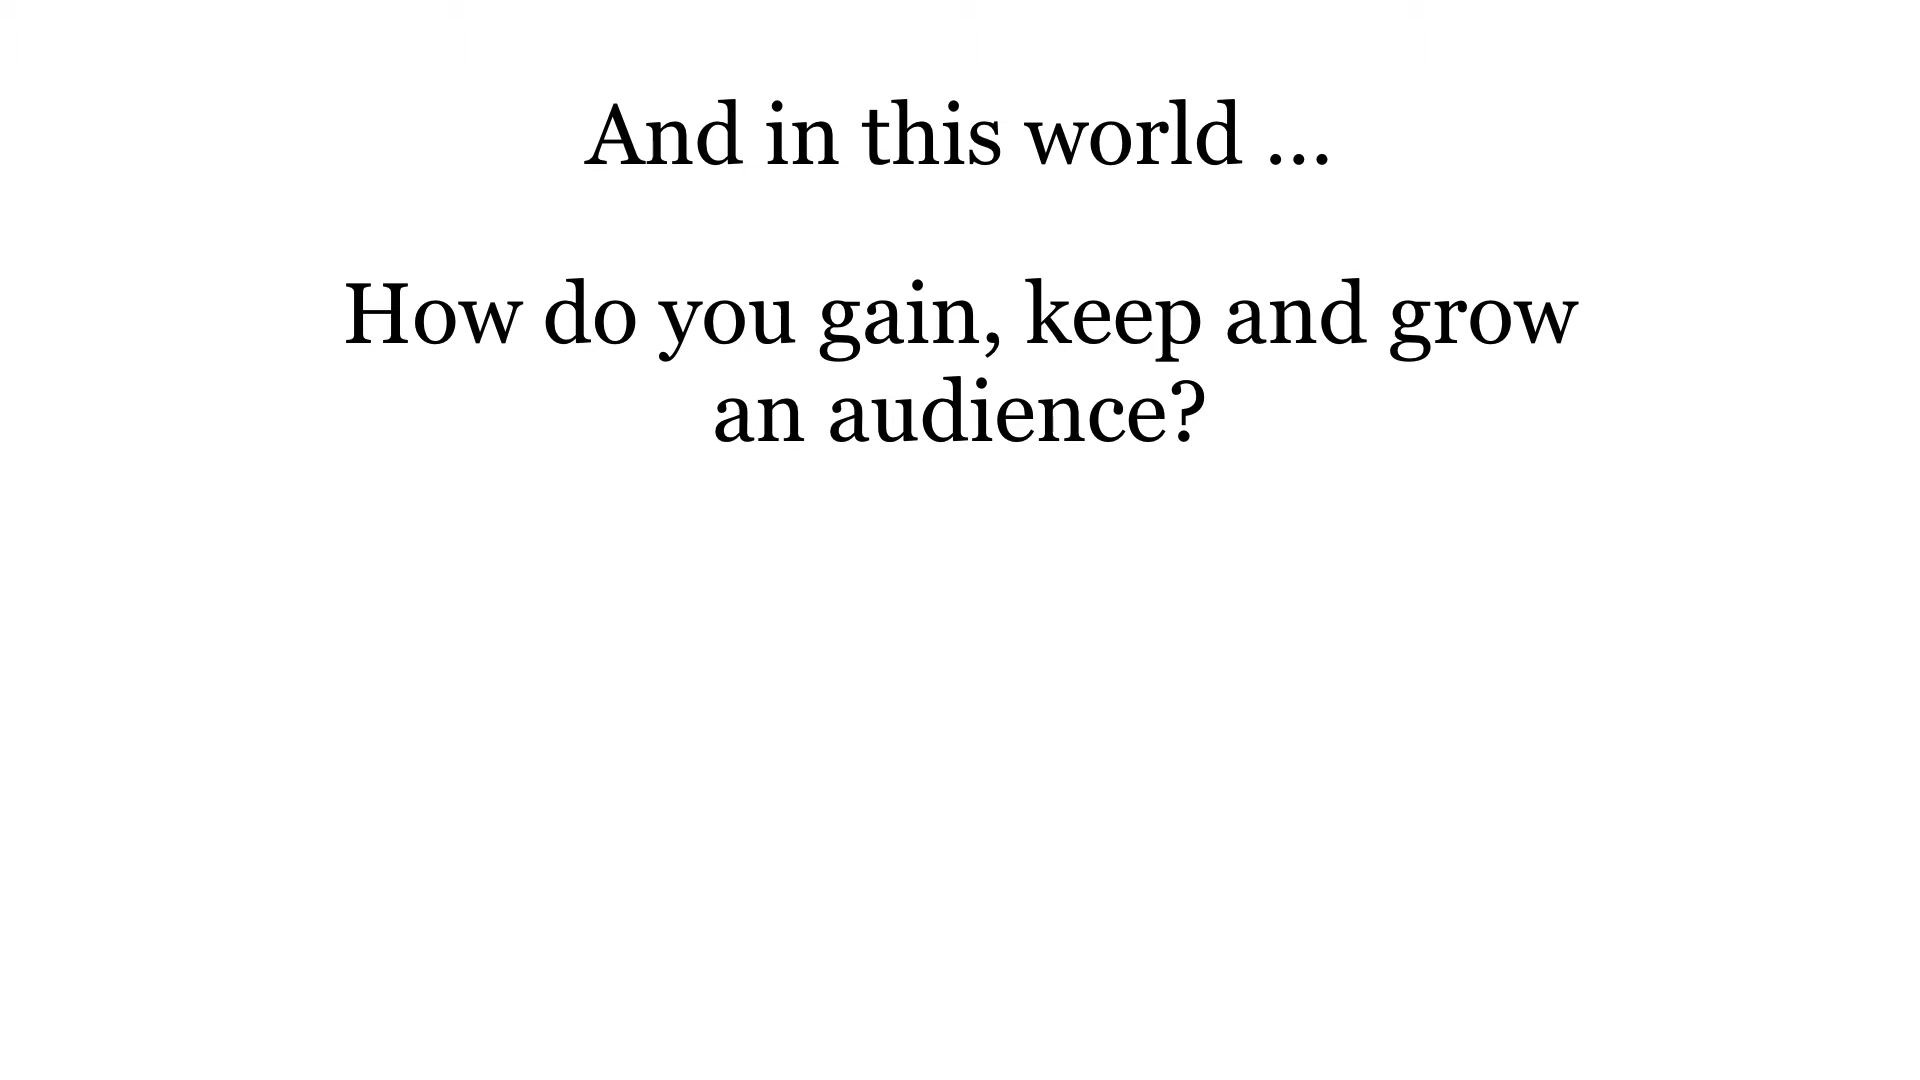 And in this world ...
How do you gain, keep and grow
an audience?